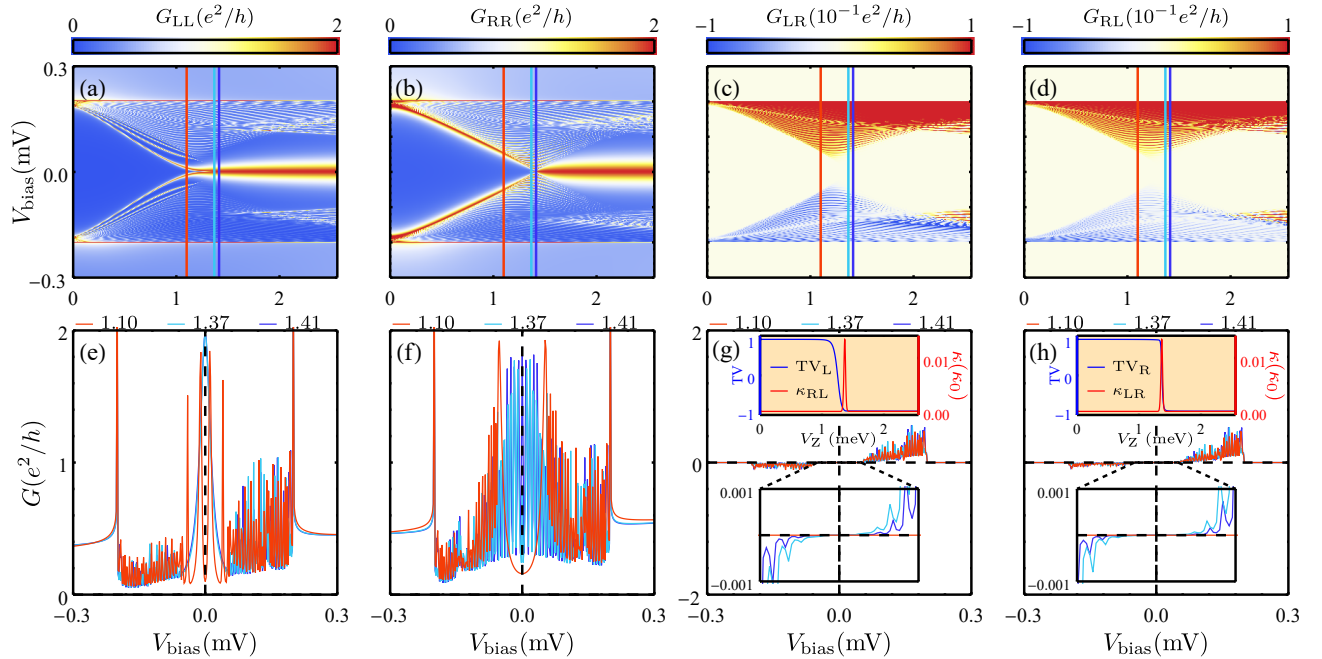 G_LL(e²/h) G_RR(e²/h) G_LR(10⁻¹e²/h) G_RL(10⁻¹e²/h)
0 2 0 2 −1 1 −1 1
0.3 (a) (b) (c) (d)
V_bias(mV)
0.0
−0.3
0 1 2 0 1 2 0 1 2 0 1 2
2 1.10 1.37 1.41 1.10 1.37 1.41 2 1.10 1.37 1.41 1.10 1.37 1.41
(e) (f) (g) (h)
1 0.01 1 0.01
TV 0 TV_L κ(κ₀) TV 0 TV_R κ(κ₀)
κ_RL κ_LR
−1 0.00 −1 0.00
0 1 2 0 1 2
V_Z (meV) V_Z (meV)
G(e²/h)
1 0
0.001 0.001
−0.001 −0.001
0 −2
−0.3 0.0 0.3 −0.3 0.0 0.3 −0.3 0.0 0.3 −0.3 0.0 0.3
V_bias(mV) V_bias(mV) V_bias(mV) V_bias(mV)